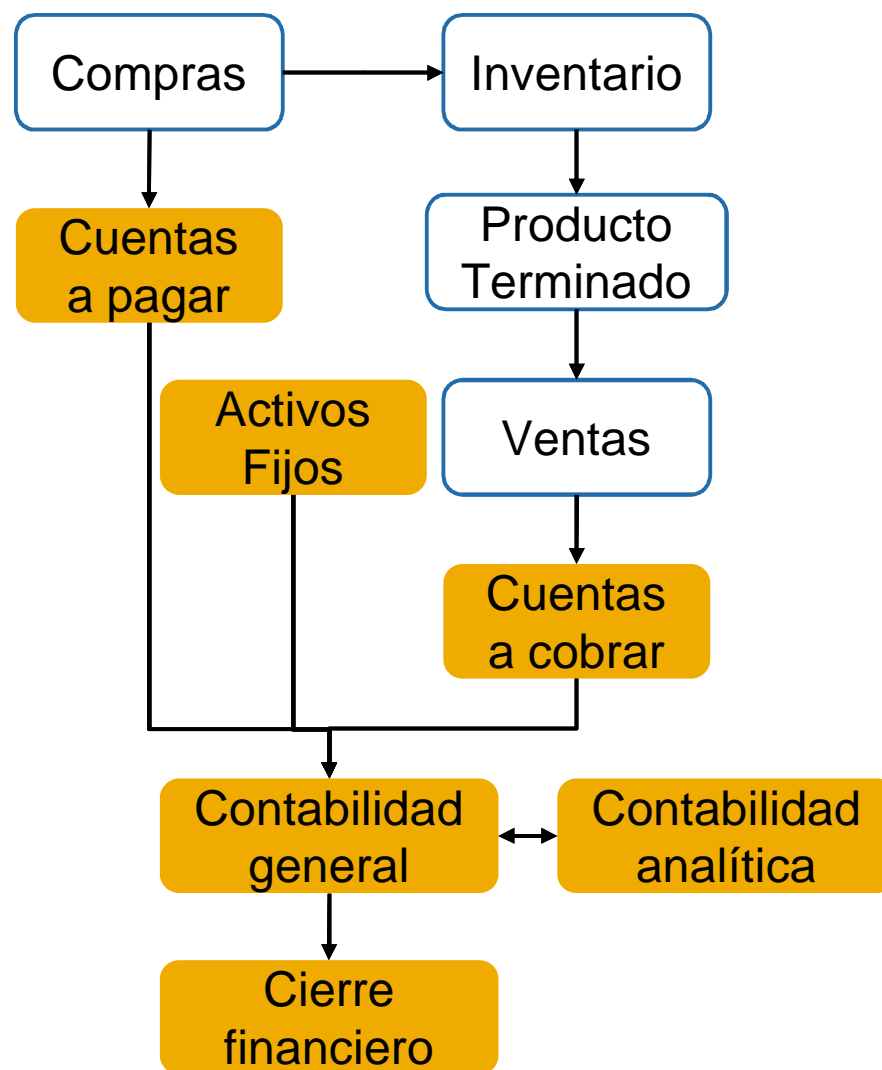 Compras
Inventario
Cuentas
a pagar
Producto
Terminado
Activos
Fijos
Ventas
Cuentas
a cobrar
Contabilidad
general
Contabilidad
analítica
Cierre
financiero